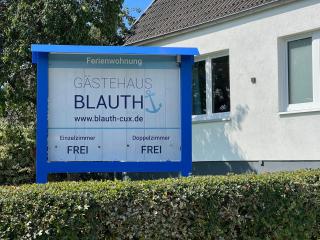 Ferienwohnung
GÄSTEHAUS
BLAUTH
www.blauth-cux.de
Einzelzimmer Doppelzimmer
FREI FREI